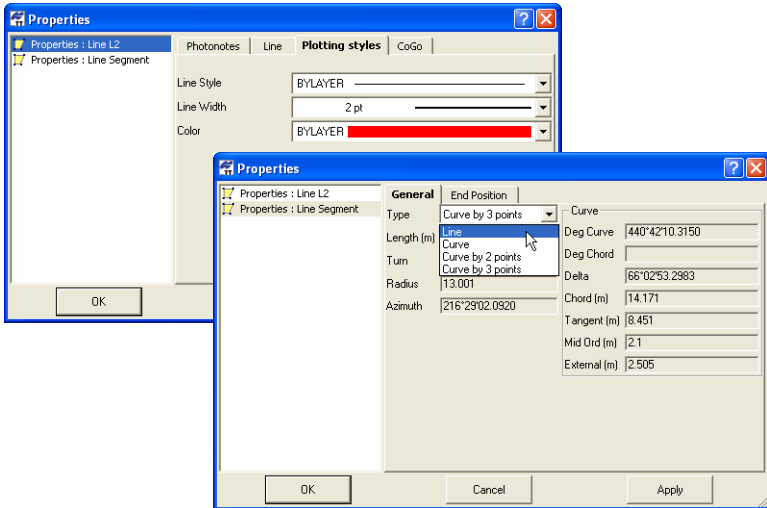 Properties
Properties : Line L2
Properties : Line Segment
Photonotes Line Plotting styles CoGo
Line Style BYLAYER
Line Width 2 pt
Color BYLAYER
OK
Properties
Properties : Line L2
Properties : Line Segment
General End Position
Type Curve by 3 points
Line
Curve
Curve by 2 points
Curve by 3 points
Length (m)
Turn
Radius 13.001
Azimuth 216°29'02.0920
Curve
Deg Curve 440°42'10.3150
Deg Chord
Delta 66°02'53.2983
Chord (m) 14.171
Tangent (m) 8.451
Mid Ord (m) 2.1
External (m) 2.505
OK Cancel Apply